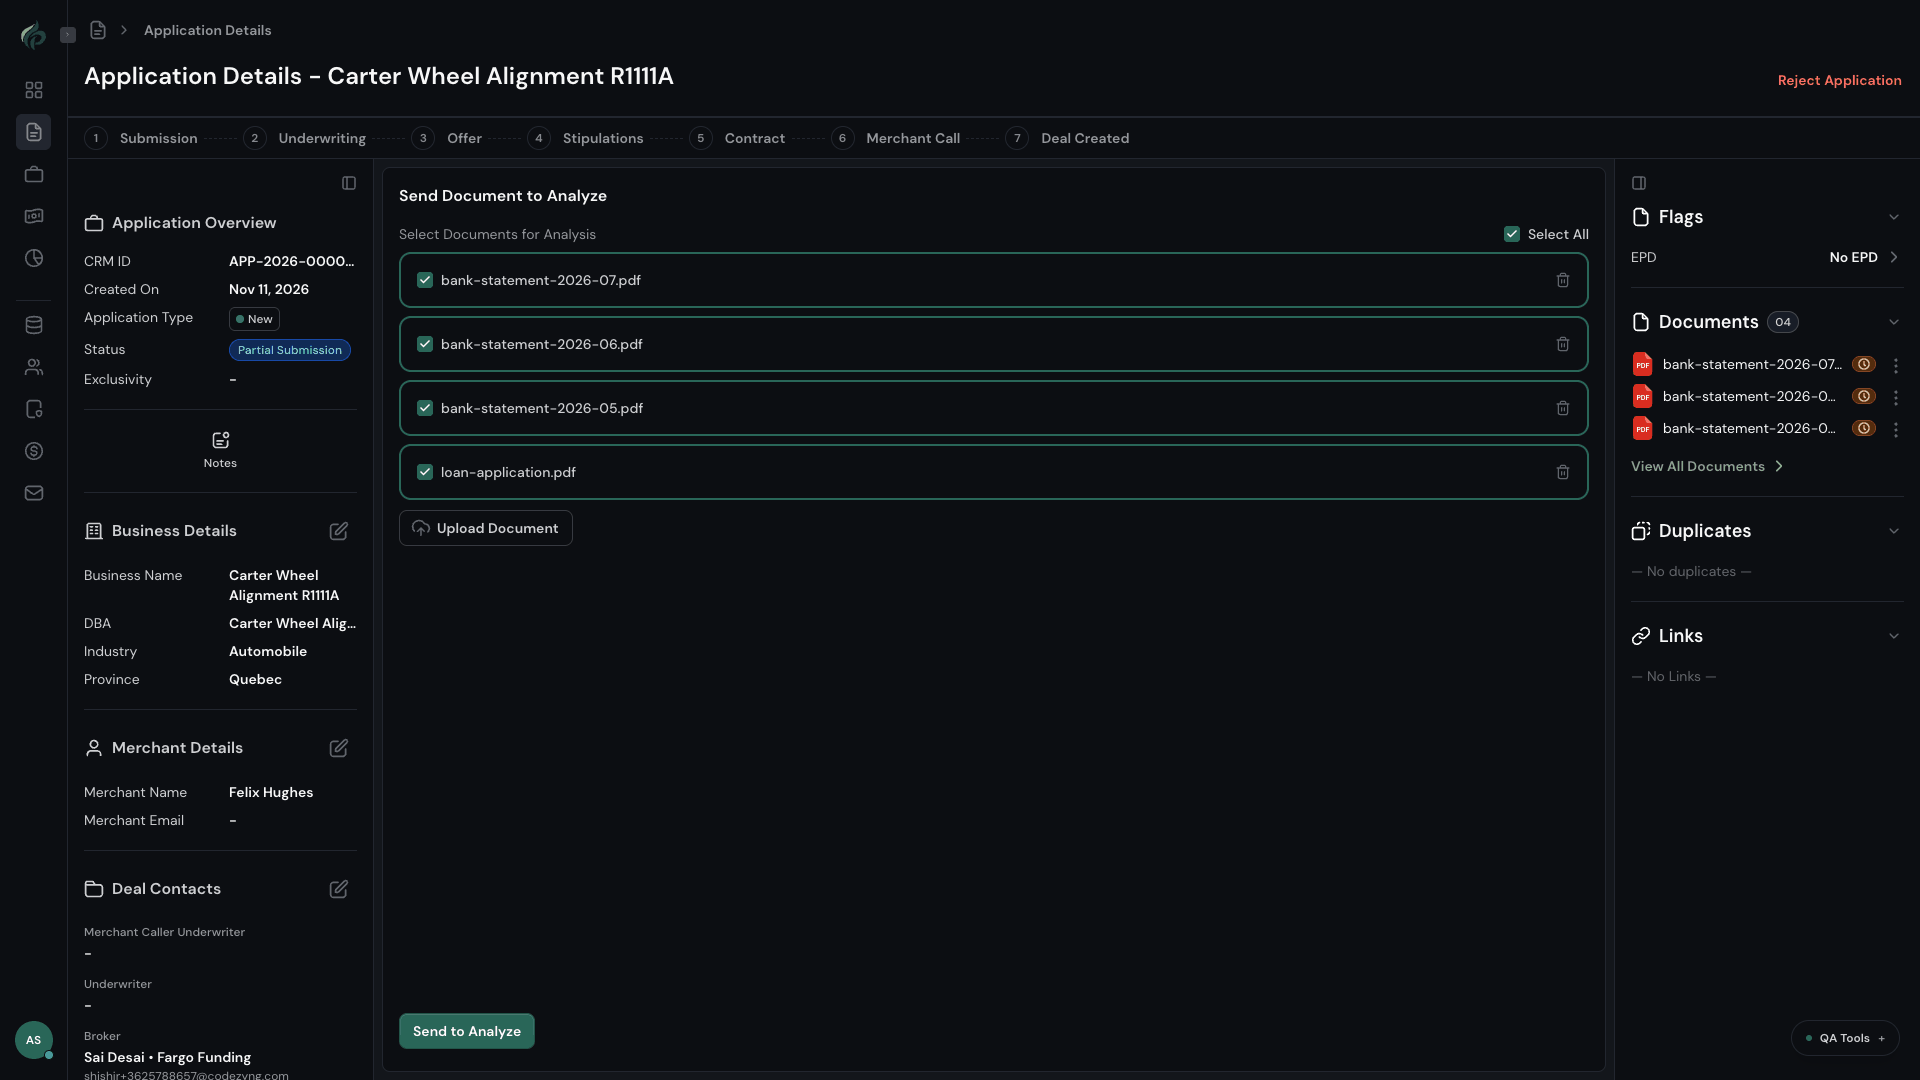 Application Details
Application Details – Carter Wheel Alignment R1111A
Reject Application
1 Submission
2 Underwriting
3 Offer
4 Stipulations
5 Contract
6 Merchant Call
7 Deal Created
Application Overview
CRM ID APP-2026-0000...
Created On Nov 11, 2026
Application Type New
Status Partial Submission
Exclusivity –
Notes
Business Details
Business Name Carter Wheel
Alignment R1111A
DBA Carter Wheel Alig...
Industry Automobile
Province Quebec
Merchant Details
Merchant Name Felix Hughes
Merchant Email –
Deal Contacts
Merchant Caller Underwriter
–
Underwriter
–
Broker
Sai Desai • Fargo Funding
shishir+3625788657@codezyng.com
AS
Send Document to Analyze
Select Documents for Analysis
Select All
bank-statement-2026-07.pdf
bank-statement-2026-06.pdf
bank-statement-2026-05.pdf
loan-application.pdf
Upload Document
Send to Analyze
Flags
EPD No EPD
Documents 04
PDF bank-statement-2026-07...
PDF bank-statement-2026-0...
PDF bank-statement-2026-0...
View All Documents
Duplicates
— No duplicates —
Links
— No Links —
QA Tools +